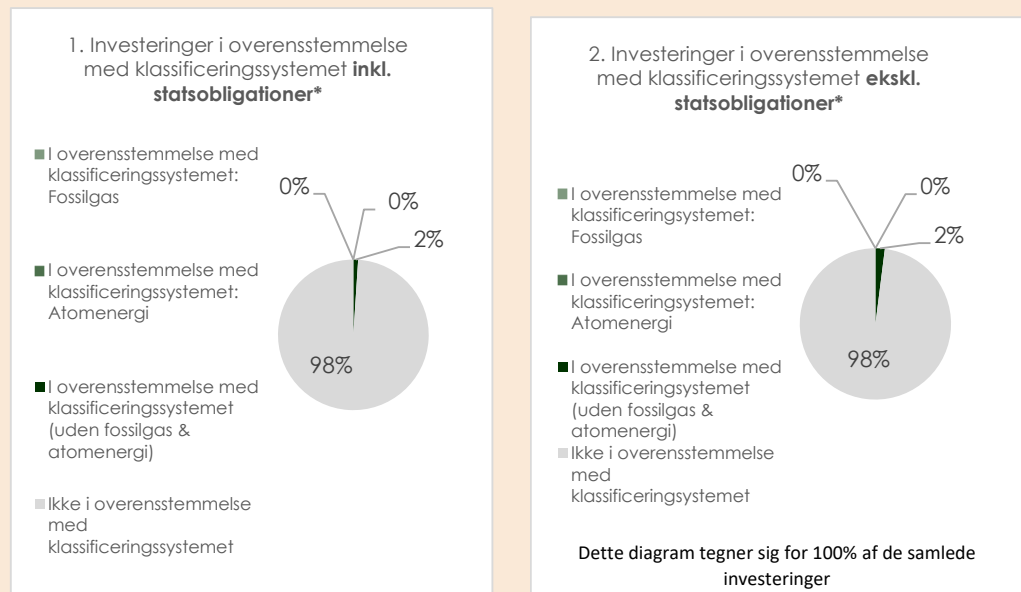 1. Investeringer i overensstemmelse
med klassificeringssystemet inkl.
statsobligationer*
I overensstemmelse med
klassificeringssystemet:
Fossilgas
I overensstemmelse med
klassificeringssystemet:
Atomenergi
I overensstemmelse med
klassificeringssystemet
(uden fossilgas &
atomenergi)
Ikke i overensstemmelse
med
klassificeringssystemet
0%
0%
2%
98%
2. Investeringer i overensstemmelse
med klassificeringssystemet ekskl.
statsobligationer*
I overensstemmelse med
klassificeringsystemet:
Fossilgas
I overensstemmelse med
klassificeringssystemet:
Atomenergi
I overensstemmelse med
klassificeringssystemet
(uden fossilgas &
atomenergi)
Ikke i overensstemmelse
med
klassificeringsystemet
0%
0%
2%
98%
Dette diagram tegner sig for 100% af de samlede
investeringer